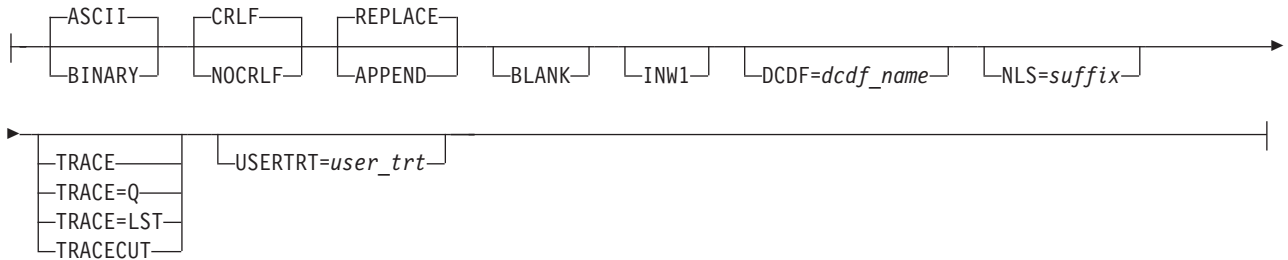 ASCII CRLF REPLACE
BINARY NOCRLF APPEND BLANK INW1 DCDF=dcdf_name NLS=suffix
TRACE USERTRT=user_trt
TRACE=Q
TRACE=LST
TRACECUT